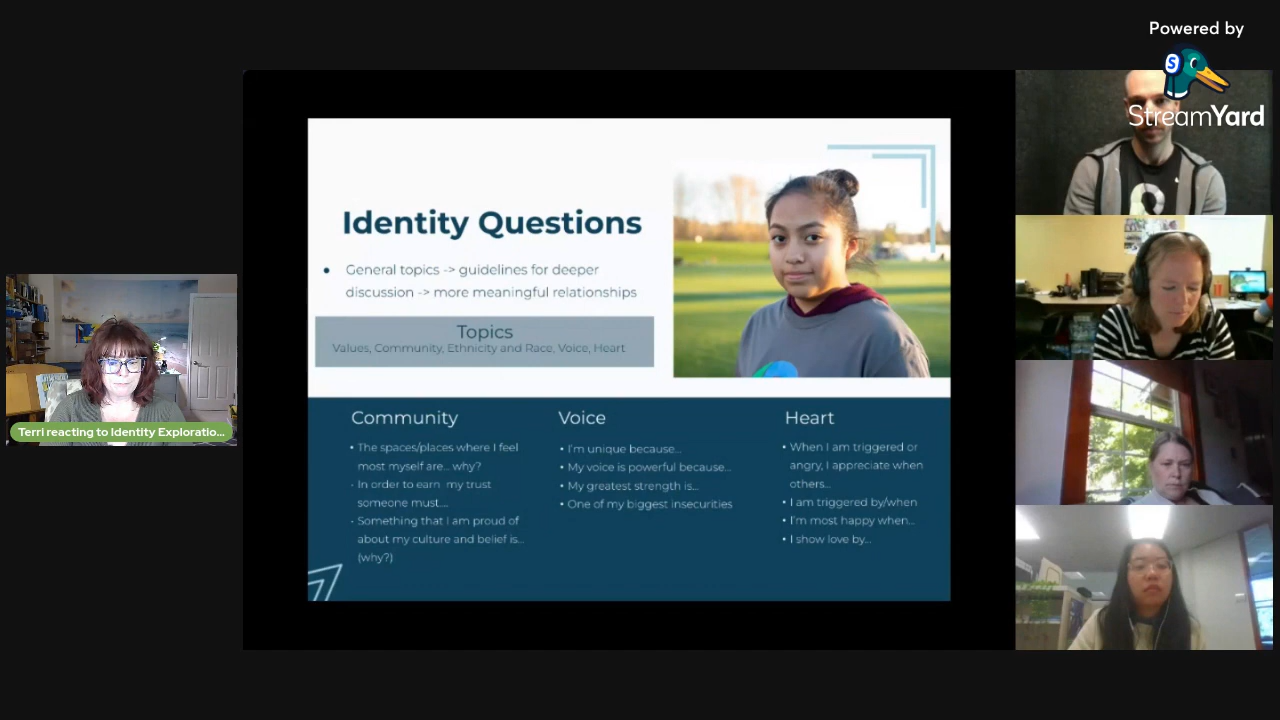 Powered by
StreamYard
Identity Questions
• General topics -> guidelines for deeper
discussion -> more meaningful relationships
Topics
Values, Community, Ethnicity and Race, Voice, Heart
Community
• The spaces/places where I feel
most myself are... why?
• In order to earn my trust
someone must....
• Something that I am proud of
about my culture and belief is...
(why?)
Voice
• I'm unique because...
• My voice is powerful because...
• My greatest strength is...
• One of my biggest insecurities
Heart
• When I am triggered or
angry, I appreciate when
others...
• I am triggered by/when
• I'm most happy when...
• I show love by...
Terri reacting to Identity Exploratio...